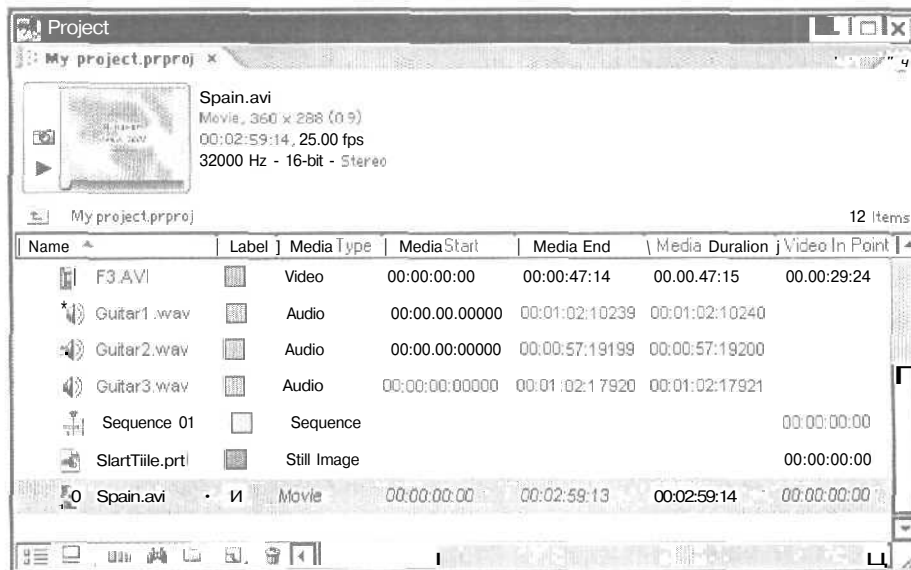 Project
My project.prproj ×
Spain.avi
Movie, 360 x 288 (0.9)
00:02:59:14, 25.00 fps
32000 Hz - 16-bit - Stereo
My project.prproj 12 Items
Name Label Media Type Media Start Media End Media Duralion Video In Point
F3.AVI Video 00:00:00:00 00:00:47:14 00.00.47:15 00.00:29:24
Guitar1.wav Audio 00:00.00.00000 00:01:02:10239 00:01:02:10240
Guitar2.wav Audio 00:00.00:00000 00:00:57:19199 00:00:57:19200
Guitar3.wav Audio 00:00:00:00000 00:01:02:17920 00:01:02:17921
Sequence 01 Sequence 00:00:00:00
SlartTiile.prt Still Image 00:00:00:00
Spain.avi Movie 00:00:00:00 00:02:59:13 00:02:59:14 00:00:00:00